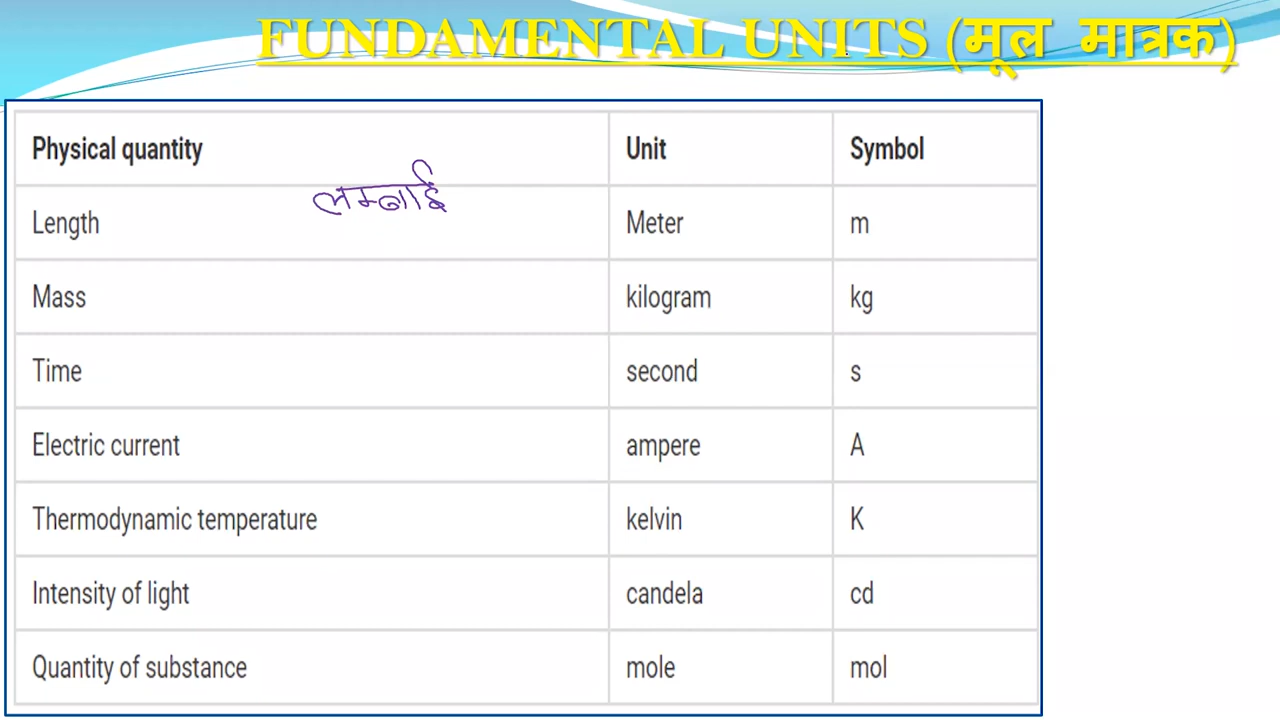 FUNDAMENTAL UNITS (मूल मात्रक)
Physical quantity Unit Symbol
लम्बाई
Length Meter m
Mass kilogram kg
Time second s
Electric current ampere A
Thermodynamic temperature kelvin K
Intensity of light candela cd
Quantity of substance mole mol